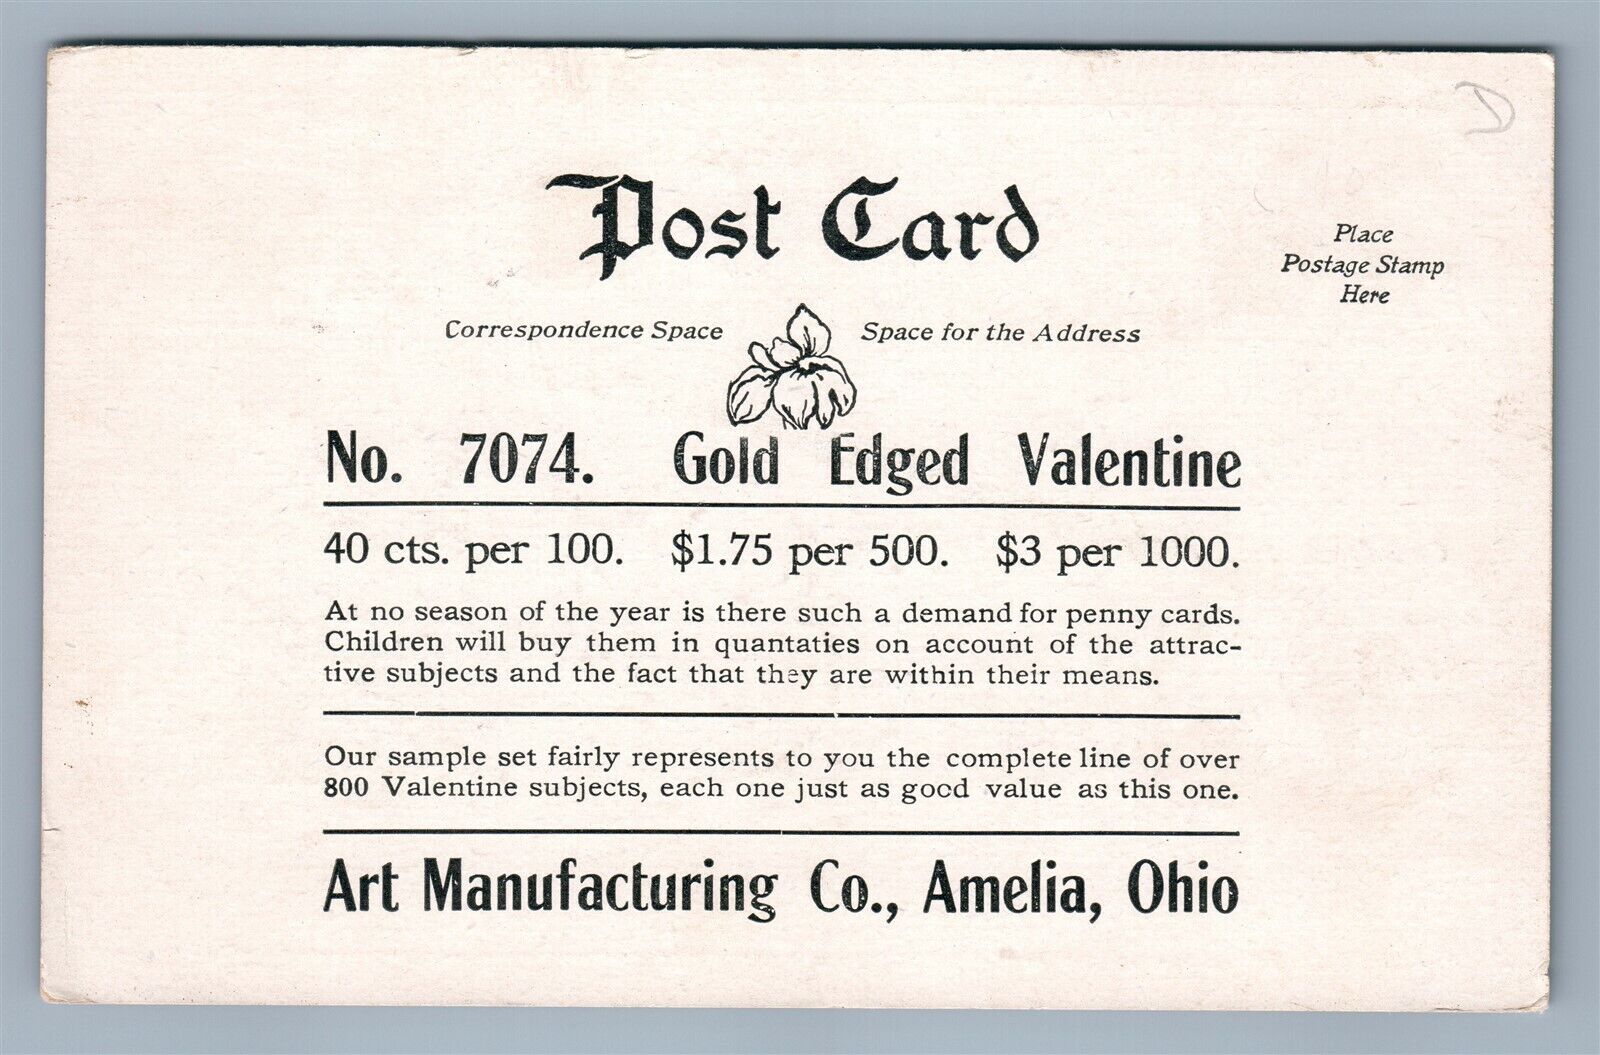 D
Post Card
Place
Postage Stamp
Here
Correspondence Space
Space for the Address
No. 7074. Gold Edged Valentine
40 cts. per 100. $1.75 per 500. $3 per 1000.
At no season of the year is there such a demand for penny cards.
Children will buy them in quantaties on account of the attrac-
tive subjects and the fact that they are within their means.
Our sample set fairly represents to you the complete line of over
800 Valentine subjects, each one just as good value as this one.
Art Manufacturing Co., Amelia, Ohio